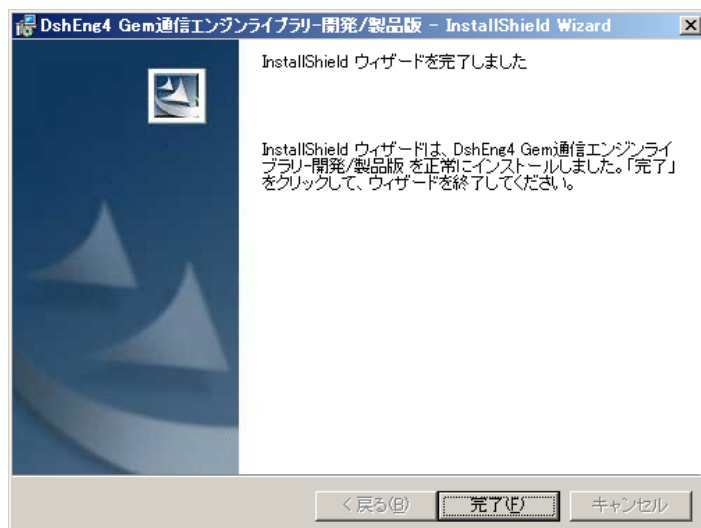 DshEng4 Gem通信エンジンライブラリ-開発/製品版 - InstallShield Wizard
InstallShield ウィザードを完了しました
InstallShield ウィザードは、DshEng4 Gem通信エンジンライ
ブラリ-開発/製品版 を正常にインストールしました。「完了」
をクリックして、ウィザードを終了してください。
< 戻る(B)
完了(F)
キャンセル